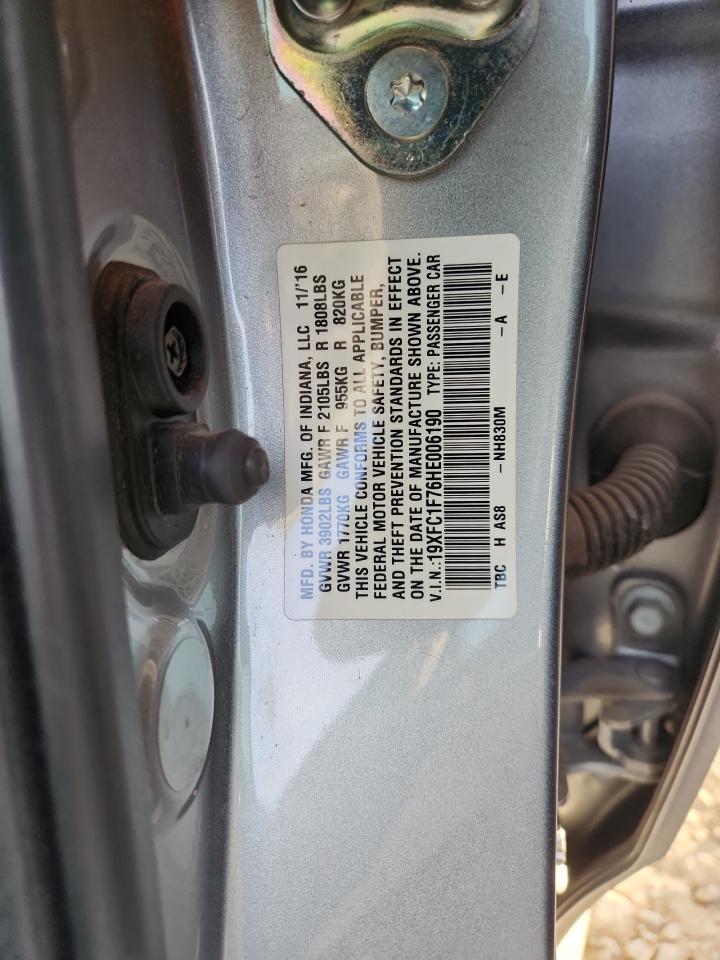 MFD. BY HONDA MFG. OF INDIANA, LLC 11/'16
GVWR 3902LBS GAWR F 2105LBS R 1808LBS
GVWR 1770KG GAWR F 955KG R 820KG
THIS VEHICLE CONFORMS TO ALL APPLICABLE
FEDERAL MOTOR VEHICLE SAFETY, BUMPER,
AND THEFT PREVENTION STANDARDS IN EFFECT
ON THE DATE OF MANUFACTURE SHOWN ABOVE.
V.I.N.:19XFC1F76HE006190 TYPE: PASSENGER CAR
TBC H AS8 - NH830M - A - E